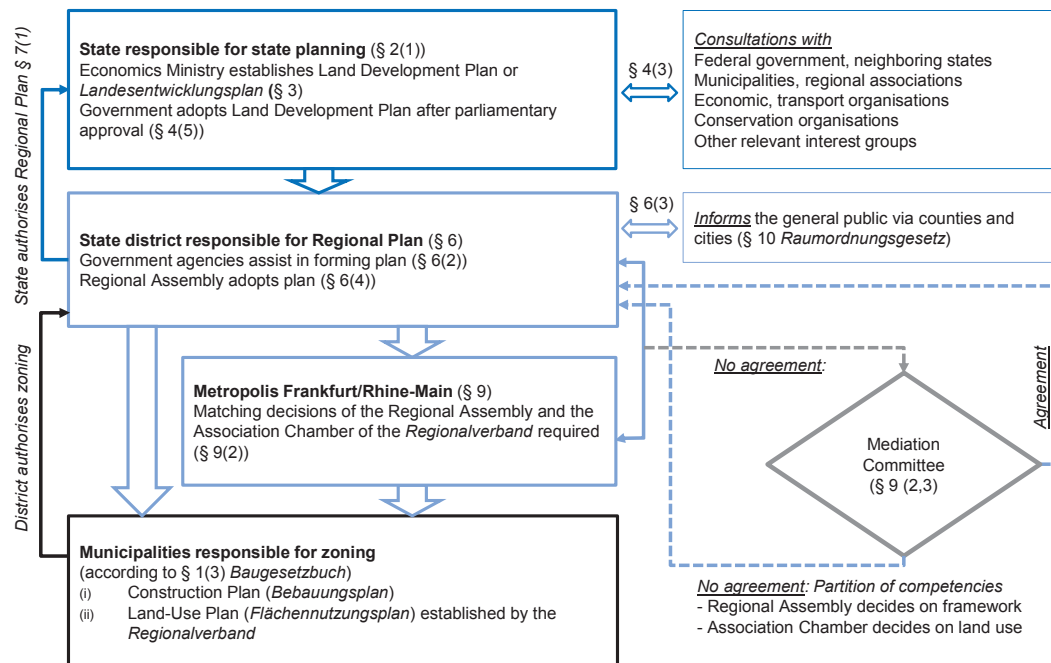 State authorises Regional Plan § 7(1)
State responsible for state planning (§ 2(1))
Economics Ministry establishes Land Development Plan or
Landesentwicklungsplan (§ 3)
Government adopts Land Development Plan after parliamentary
approval (§ 4(5))
§ 4(3)
Consultations with
Federal government, neighboring states
Municipalities, regional associations
Economic, transport organisations
Conservation organisations
Other relevant interest groups
State district responsible for Regional Plan (§ 6)
Government agencies assist in forming plan (§ 6(2))
Regional Assembly adopts plan (§ 6(4))
§ 6(3)
Informs the general public via counties and
cities (§ 10 Raumordnungsgesetz)
District authorises zoning
Metropolis Frankfurt/Rhine-Main (§ 9)
Matching decisions of the Regional Assembly and the
Association Chamber of the Regionalverband required
(§ 9(2))
No agreement:
Agreement
Mediation
Committee
(§ 9 (2,3)
Municipalities responsible for zoning
(according to § 1(3) Baugesetzbuch)
(i) Construction Plan (Bebauungsplan)
(ii) Land-Use Plan (Flächennutzungsplan) established by the
Regionalverband
No agreement: Partition of competencies
- Regional Assembly decides on framework
- Association Chamber decides on land use